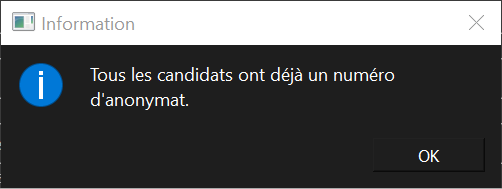 Information
Tous les candidats ont déjà un numéro
d'anonymat.
OK